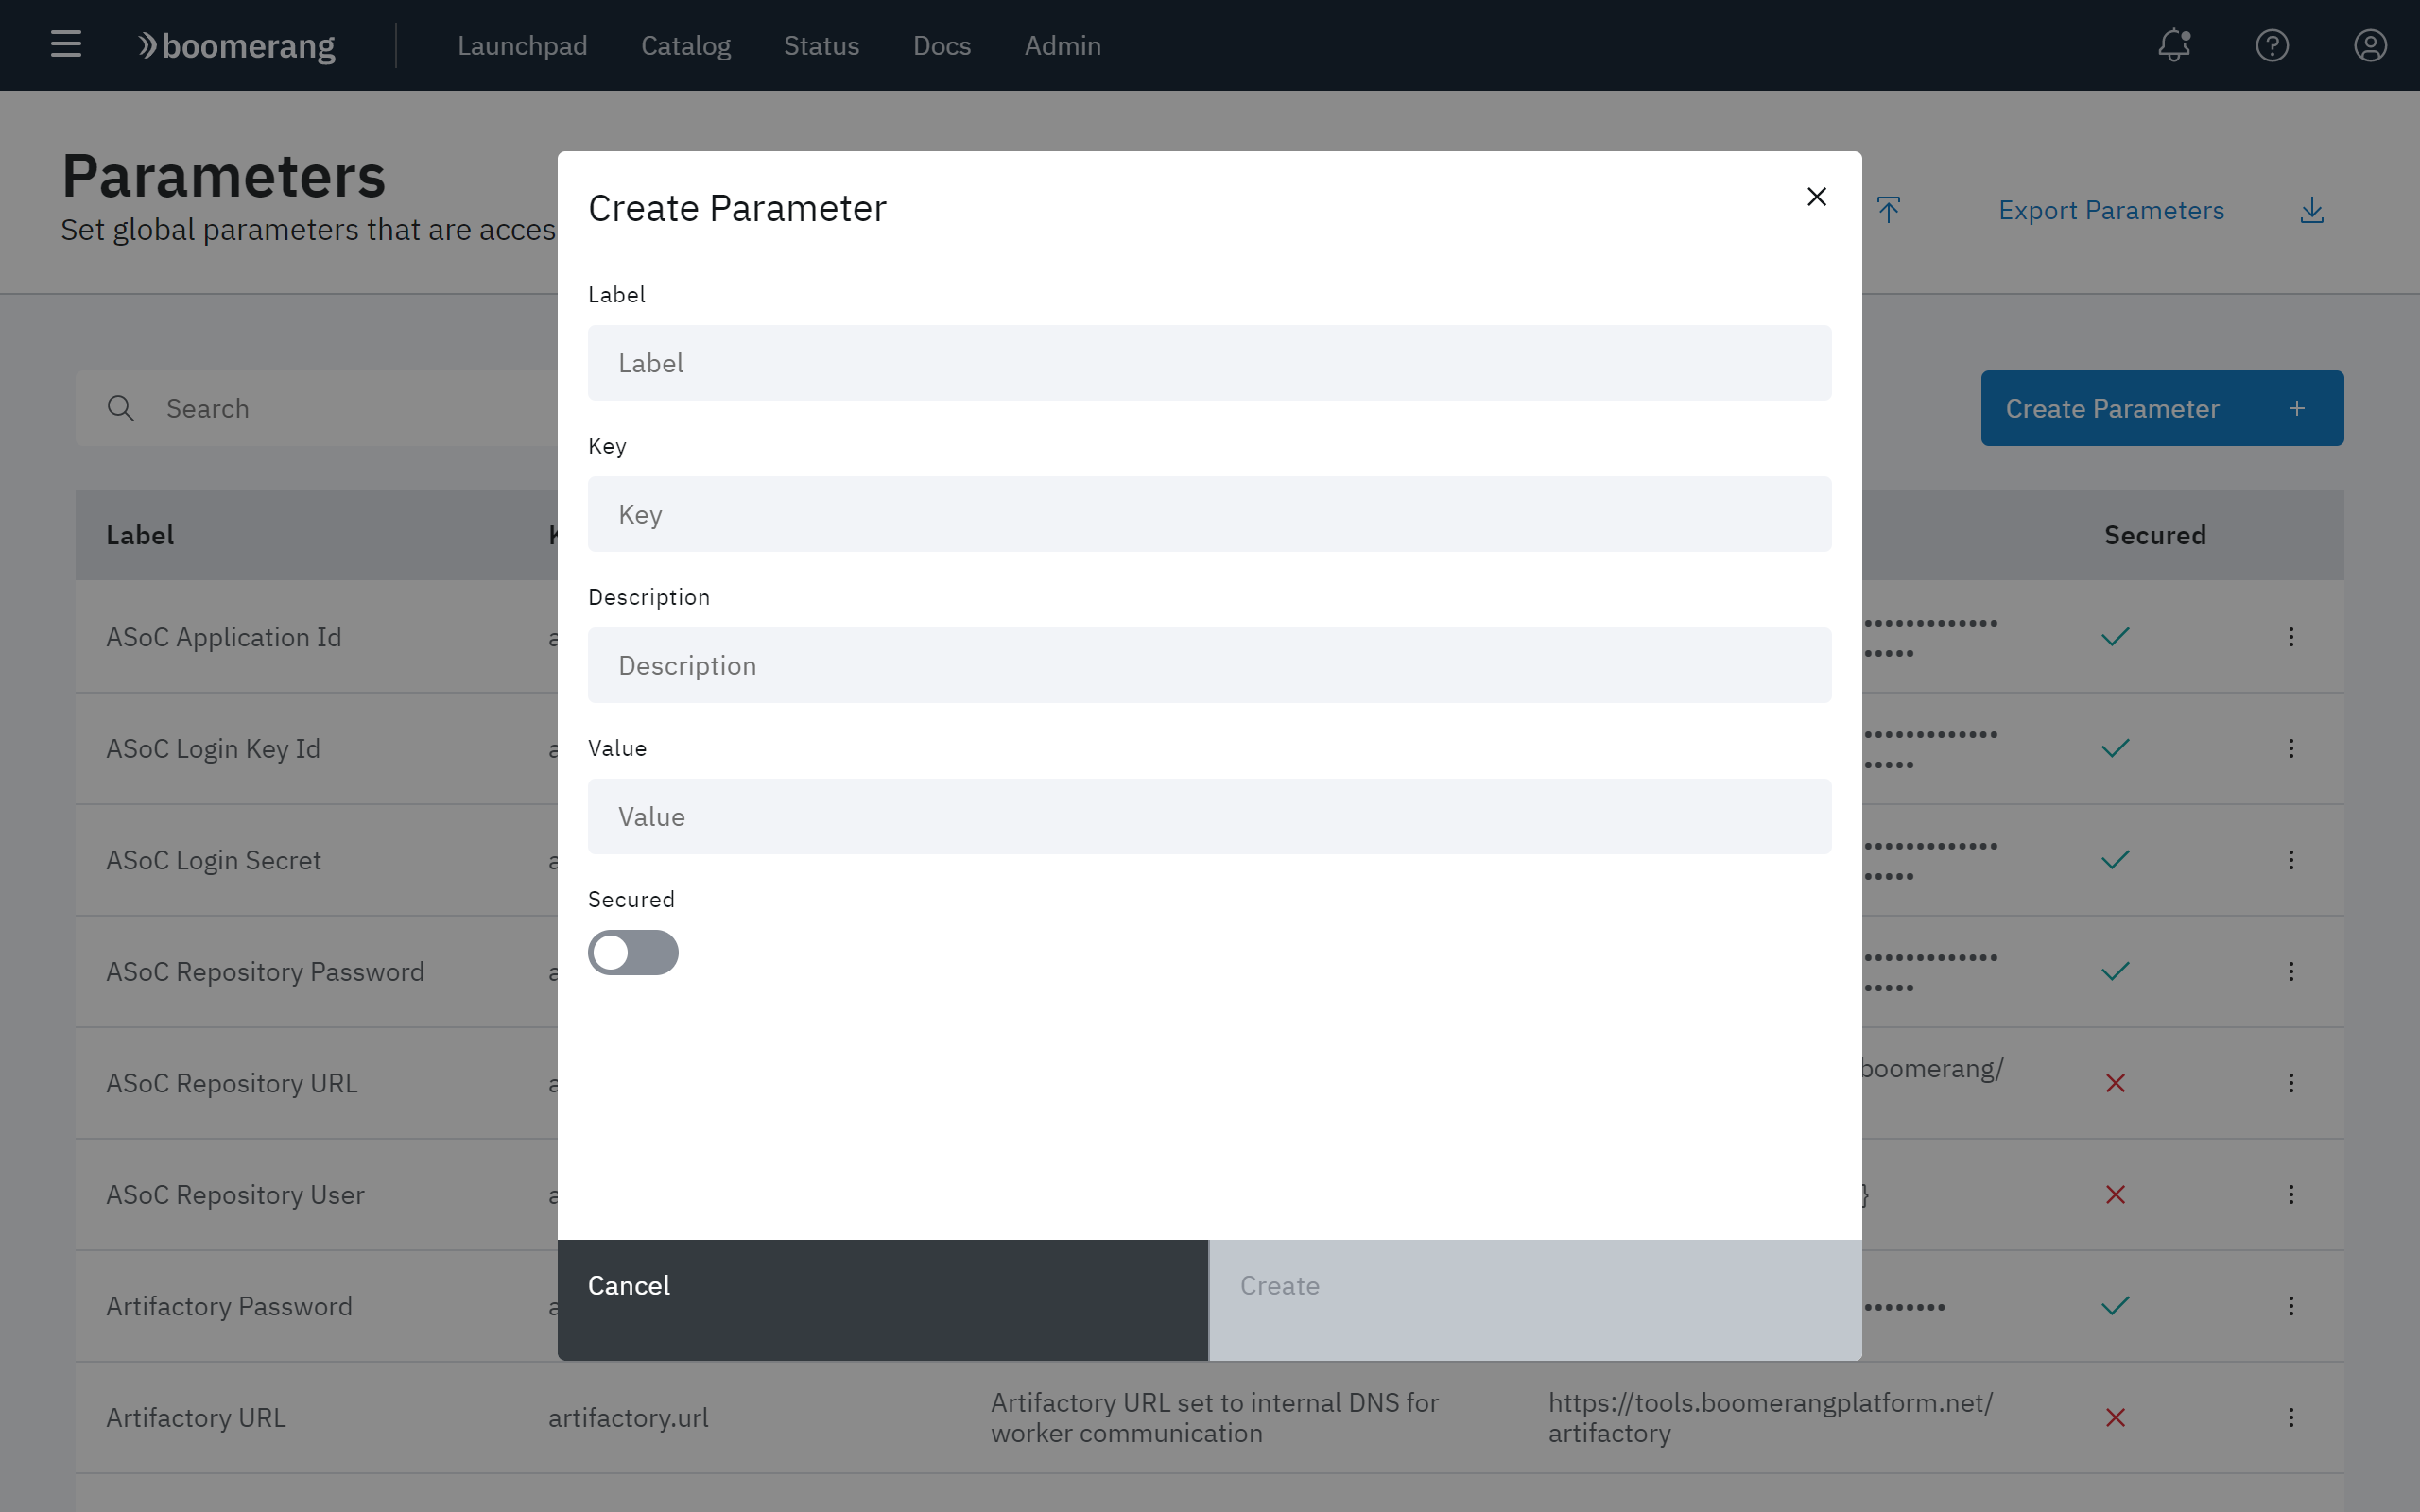 boomerang
Launchpad
Catalog
Status
Docs
Admin
Parameters
Set global parameters that are
Export Parameters
Search
Create Parameter
Label
Secured
ASoC Application Id
ASoC Login Key Id
ASoC Login Secret
ASoC Repository Password
ASoC Repository URL
boomerang/
ASoC Repository User
}
Artifactory Password
Artifactory URL
artifactory.url
Artifactory URL set to internal DNS for
worker communication
https://tools.boomerangplatform.net/
artifactory
Create Parameter
Label
Label
Key
Key
Description
Description
Value
Value
Secured
Cancel
Create